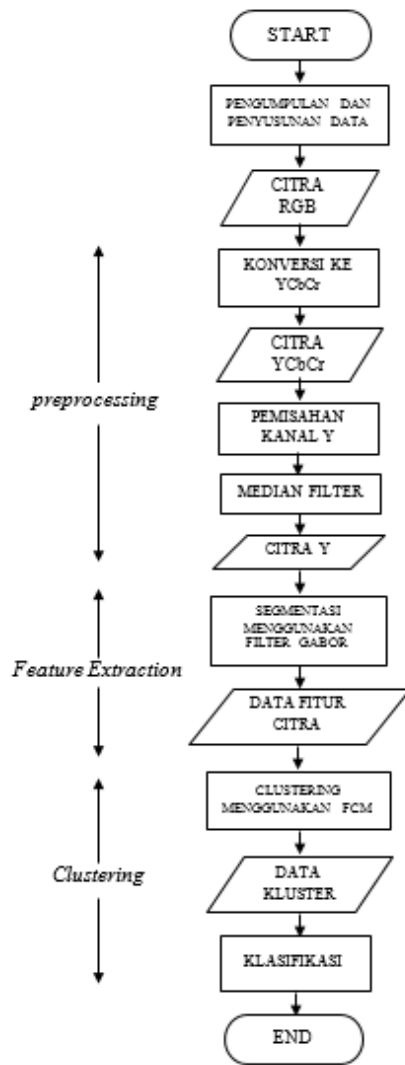 START
PENGUMPULAN DAN
PENYUSUNAN DATA
CITRA
RGB
KONVERSI KE
YCbCr
CITRA
YCbCr
preprocessing
PEMISAHAN
KANAL Y
MEDIAN FILTER
CITRA Y
SEGMENTASI
MENGGUNAKAN
FILTER GABOR
Feature Extraction
DATA FITUR
CITRA
CLUSTERING
MENGGUNAKAN FCM
Clustering
DATA
KLUSTER
KLASIFIKASI
END